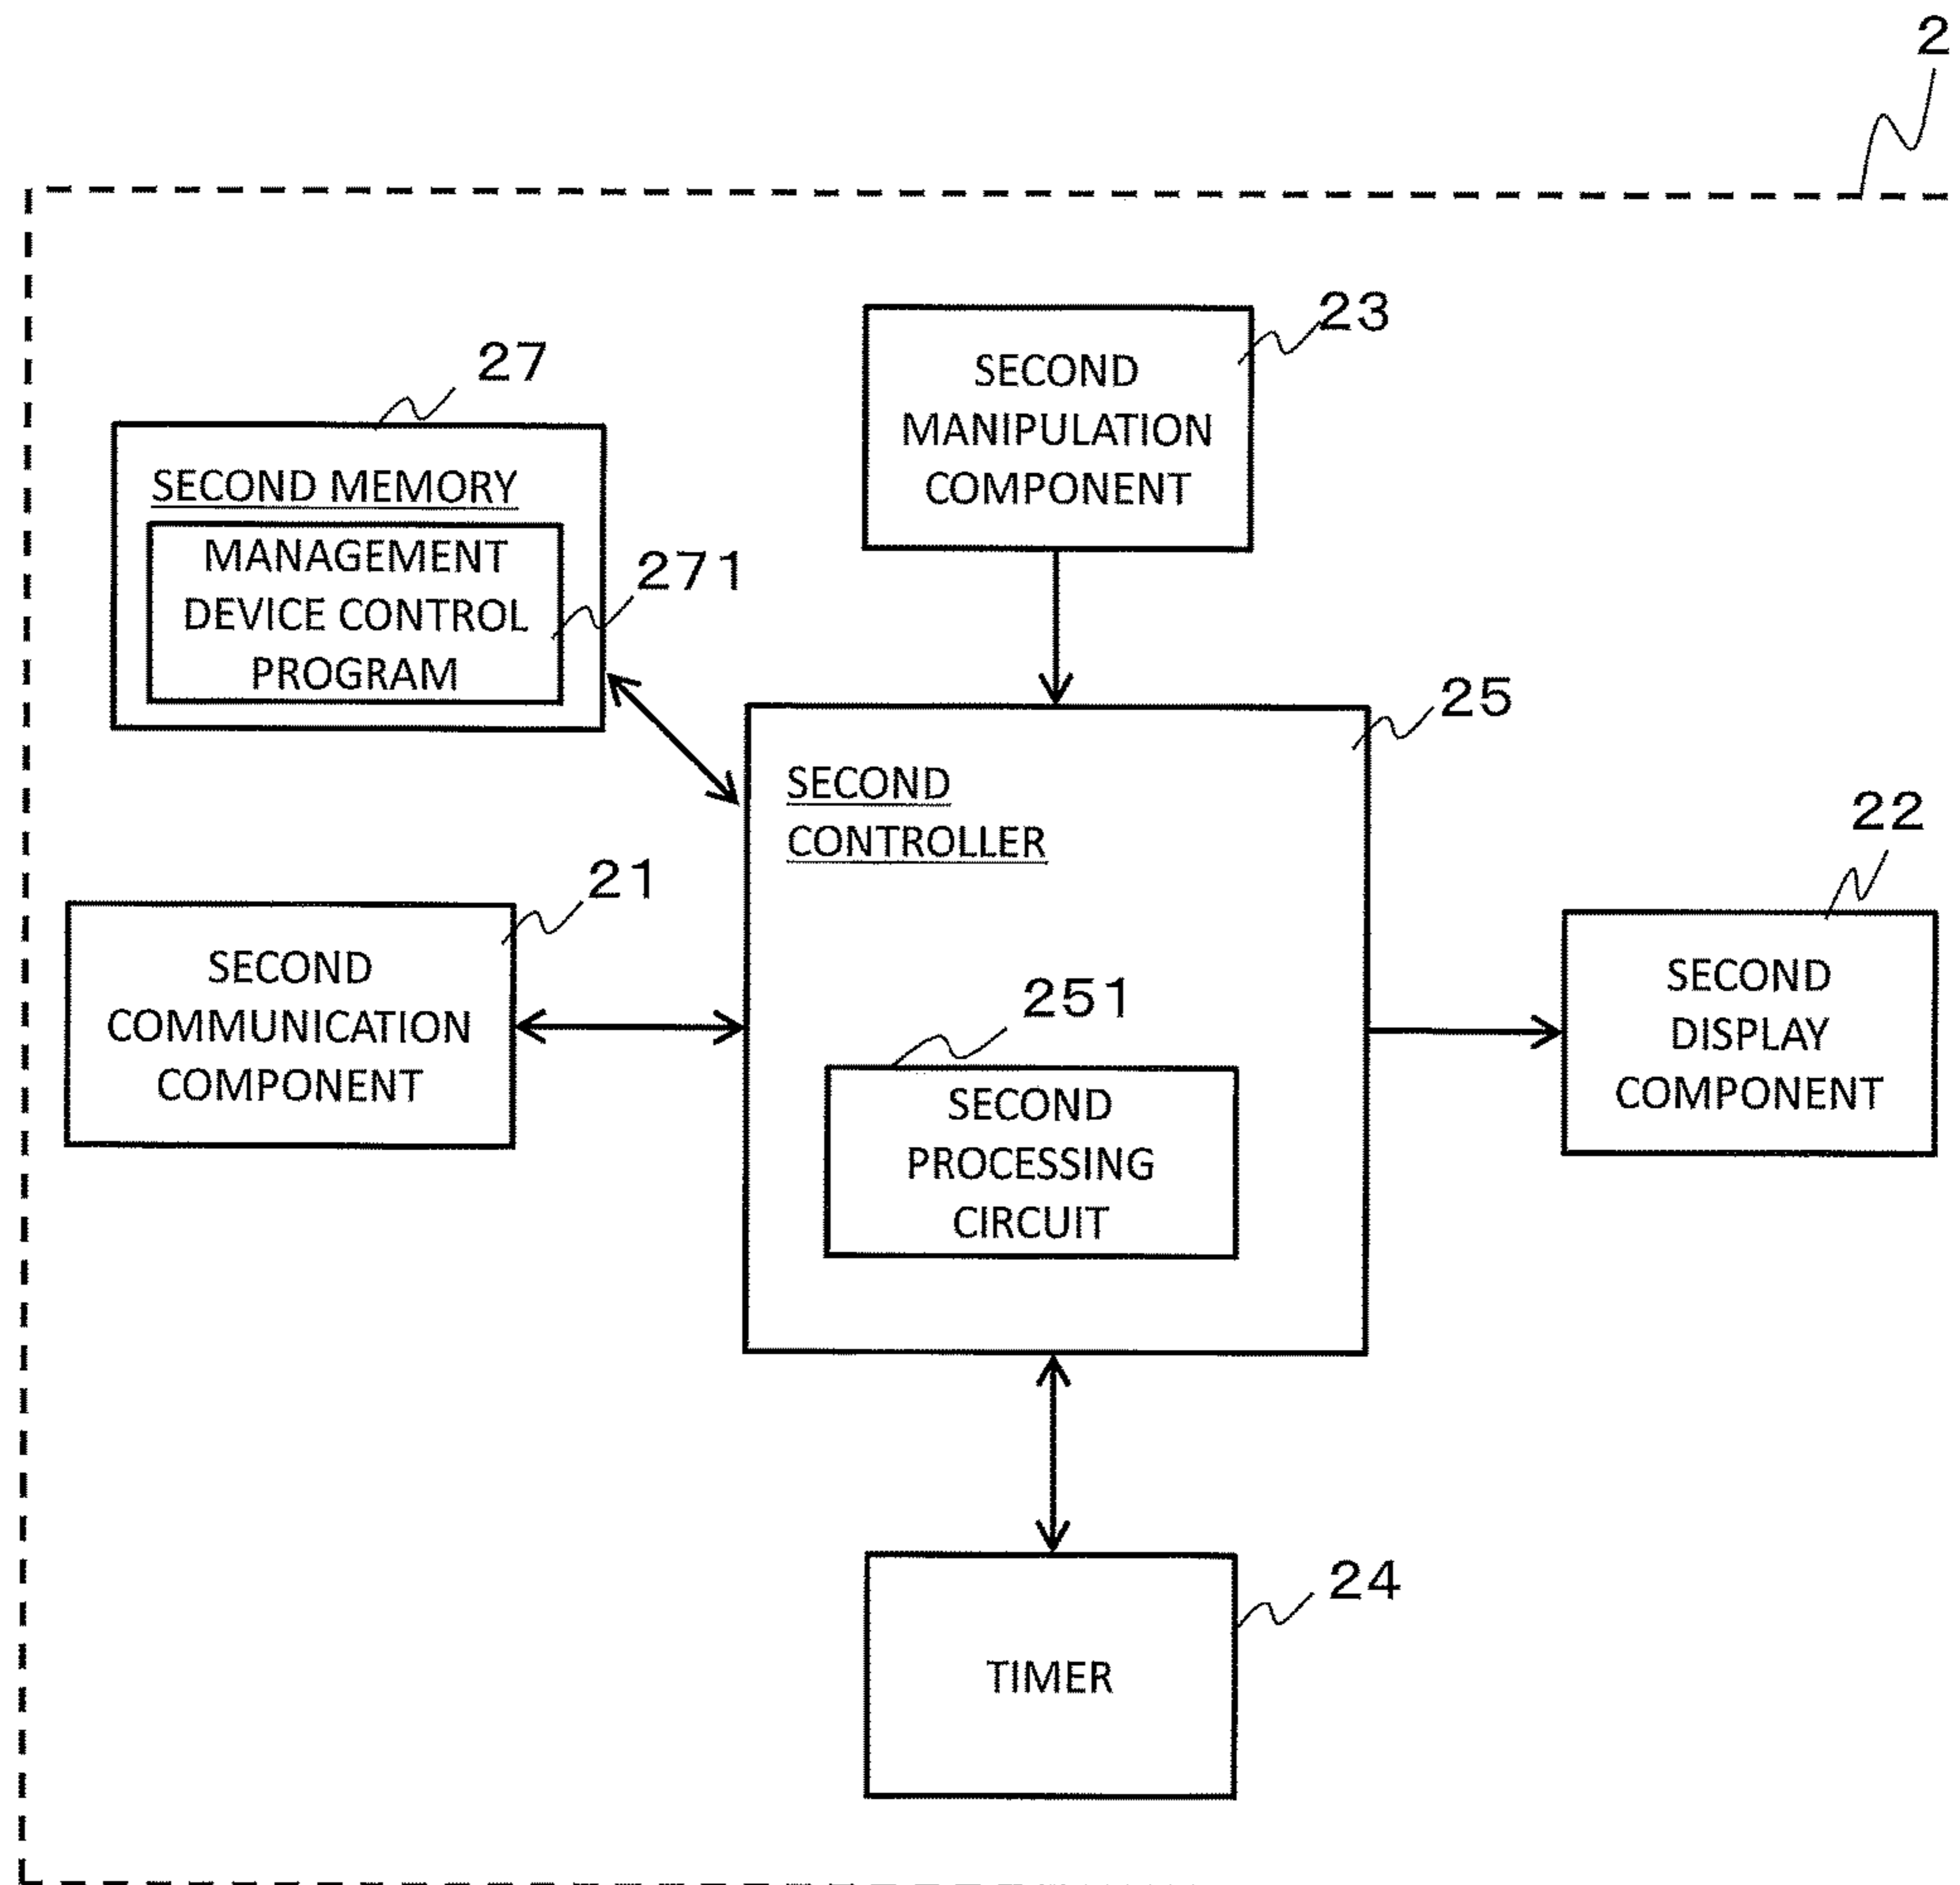 2
23
SECOND
MANIPULATION
COMPONENT
27
SECOND MEMORY
MANAGEMENT
DEVICE CONTROL
PROGRAM
271
25
SECOND
CONTROLLER
22
SECOND
DISPLAY
COMPONENT
21
SECOND
COMMUNICATION
COMPONENT
251
SECOND
PROCESSING
CIRCUIT
24
TIMER